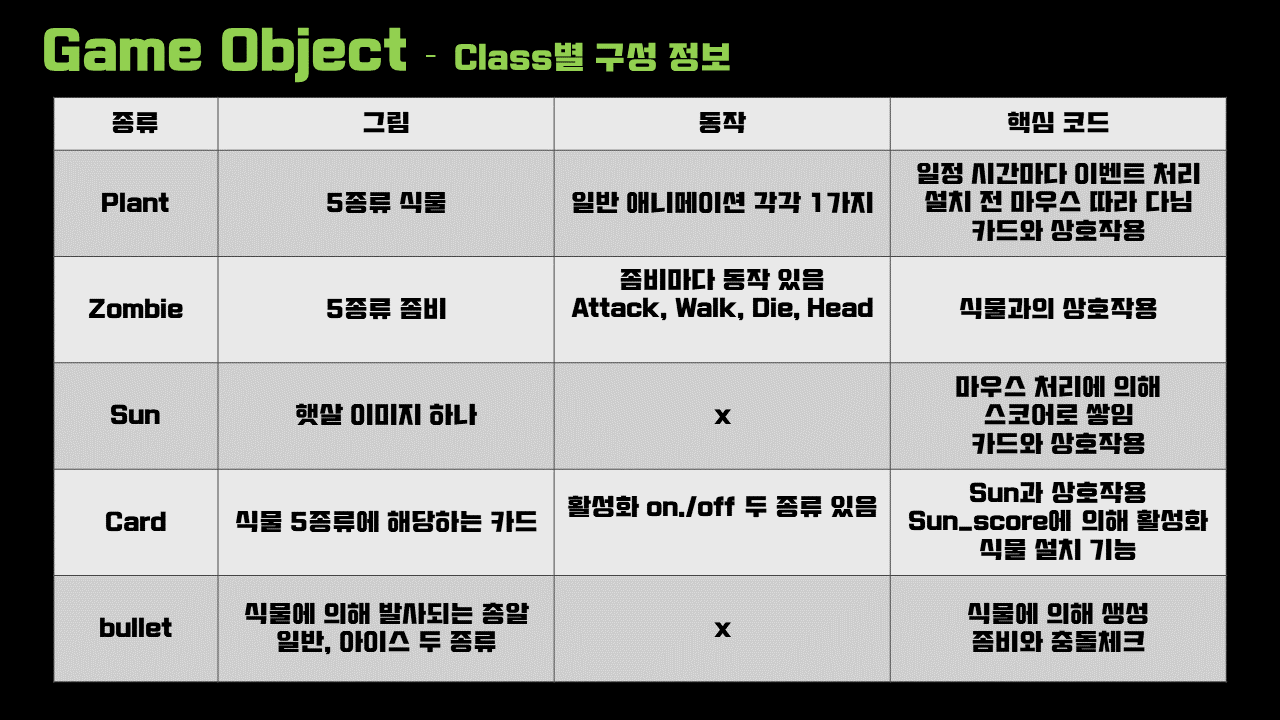 Game Object - Class별 구성 정보
종류
그림
동작
핵심 코드
Plant
5종류 식물
일반 애니메이션 각각 1가지
일정 시간마다 이벤트 처리
설치 전 마우스 따라 다님
카드와 상호작용
Zombie
5종류 좀비
좀비마다 동작 있음
Attack, Walk, Die, Head
식물과의 상호작용
Sun
햇살 이미지 하나
x
마우스 처리에 의해
스코어로 쌓임
카드와 상호작용
Card
식물 5종류에 해당하는 카드
활성화 on./off 두 종류 있음
Sun과 상호작용
Sun_score에 의해 활성화
식물 설치 기능
bullet
식물에 의해 발사되는 총알
일반, 아이스 두 종류
x
식물에 의해 생성
좀비와 충돌체크